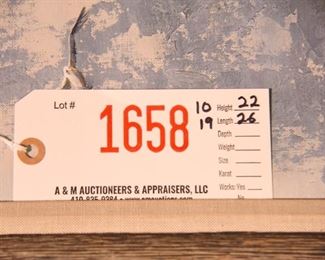 Lot #
1658
10
19
Height 22
Length 26
Depth
Weight
Size
Karat
Works: Yes
No
A & M AUCTIONEERS & APPRAISERS, LLC